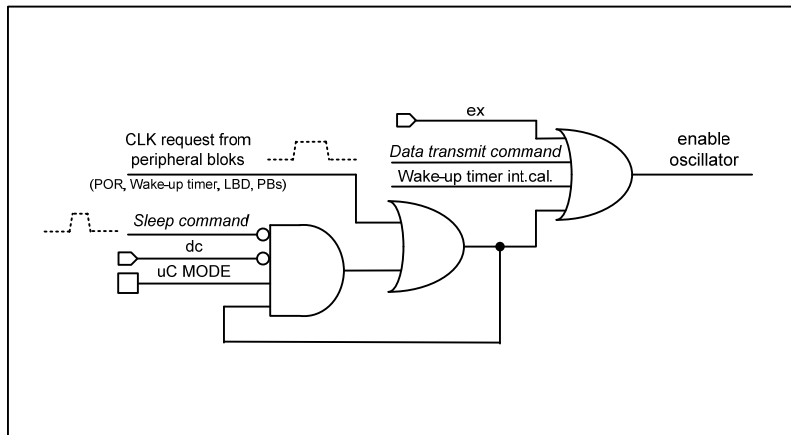 ex
CLK request from
peripheral bloks
(POR, Wake-up timer, LBD, PBs)
Data transmit command
Wake-up timer int.cal.
enable
oscillator
Sleep command
dc
uC MODE